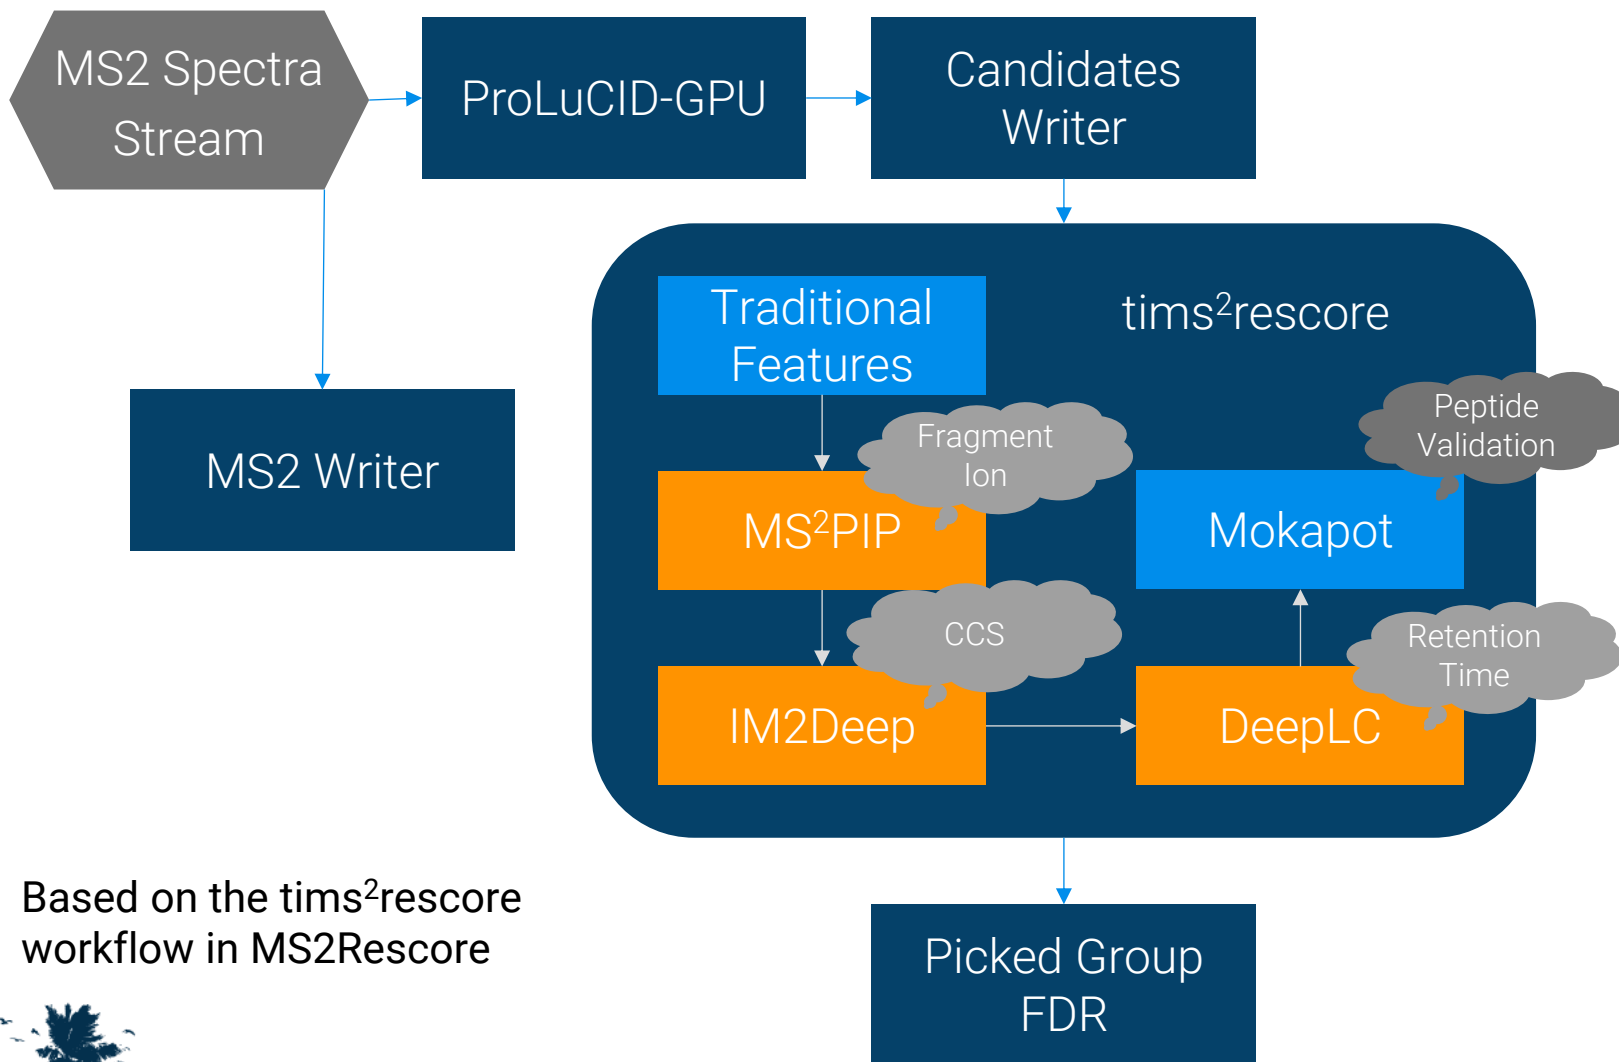 MS2 Spectra
Stream
ProLuCID-GPU
Candidates
Writer
Traditional
Features
tims²rescore
Peptide
Validation
Fragment
Ion
MS2 Writer
MS²PIP
Mokapot
CCS
Retention
Time
IM2Deep
DeepLC
Based on the tims²rescore
workflow in MS2Rescore
Picked Group
FDR